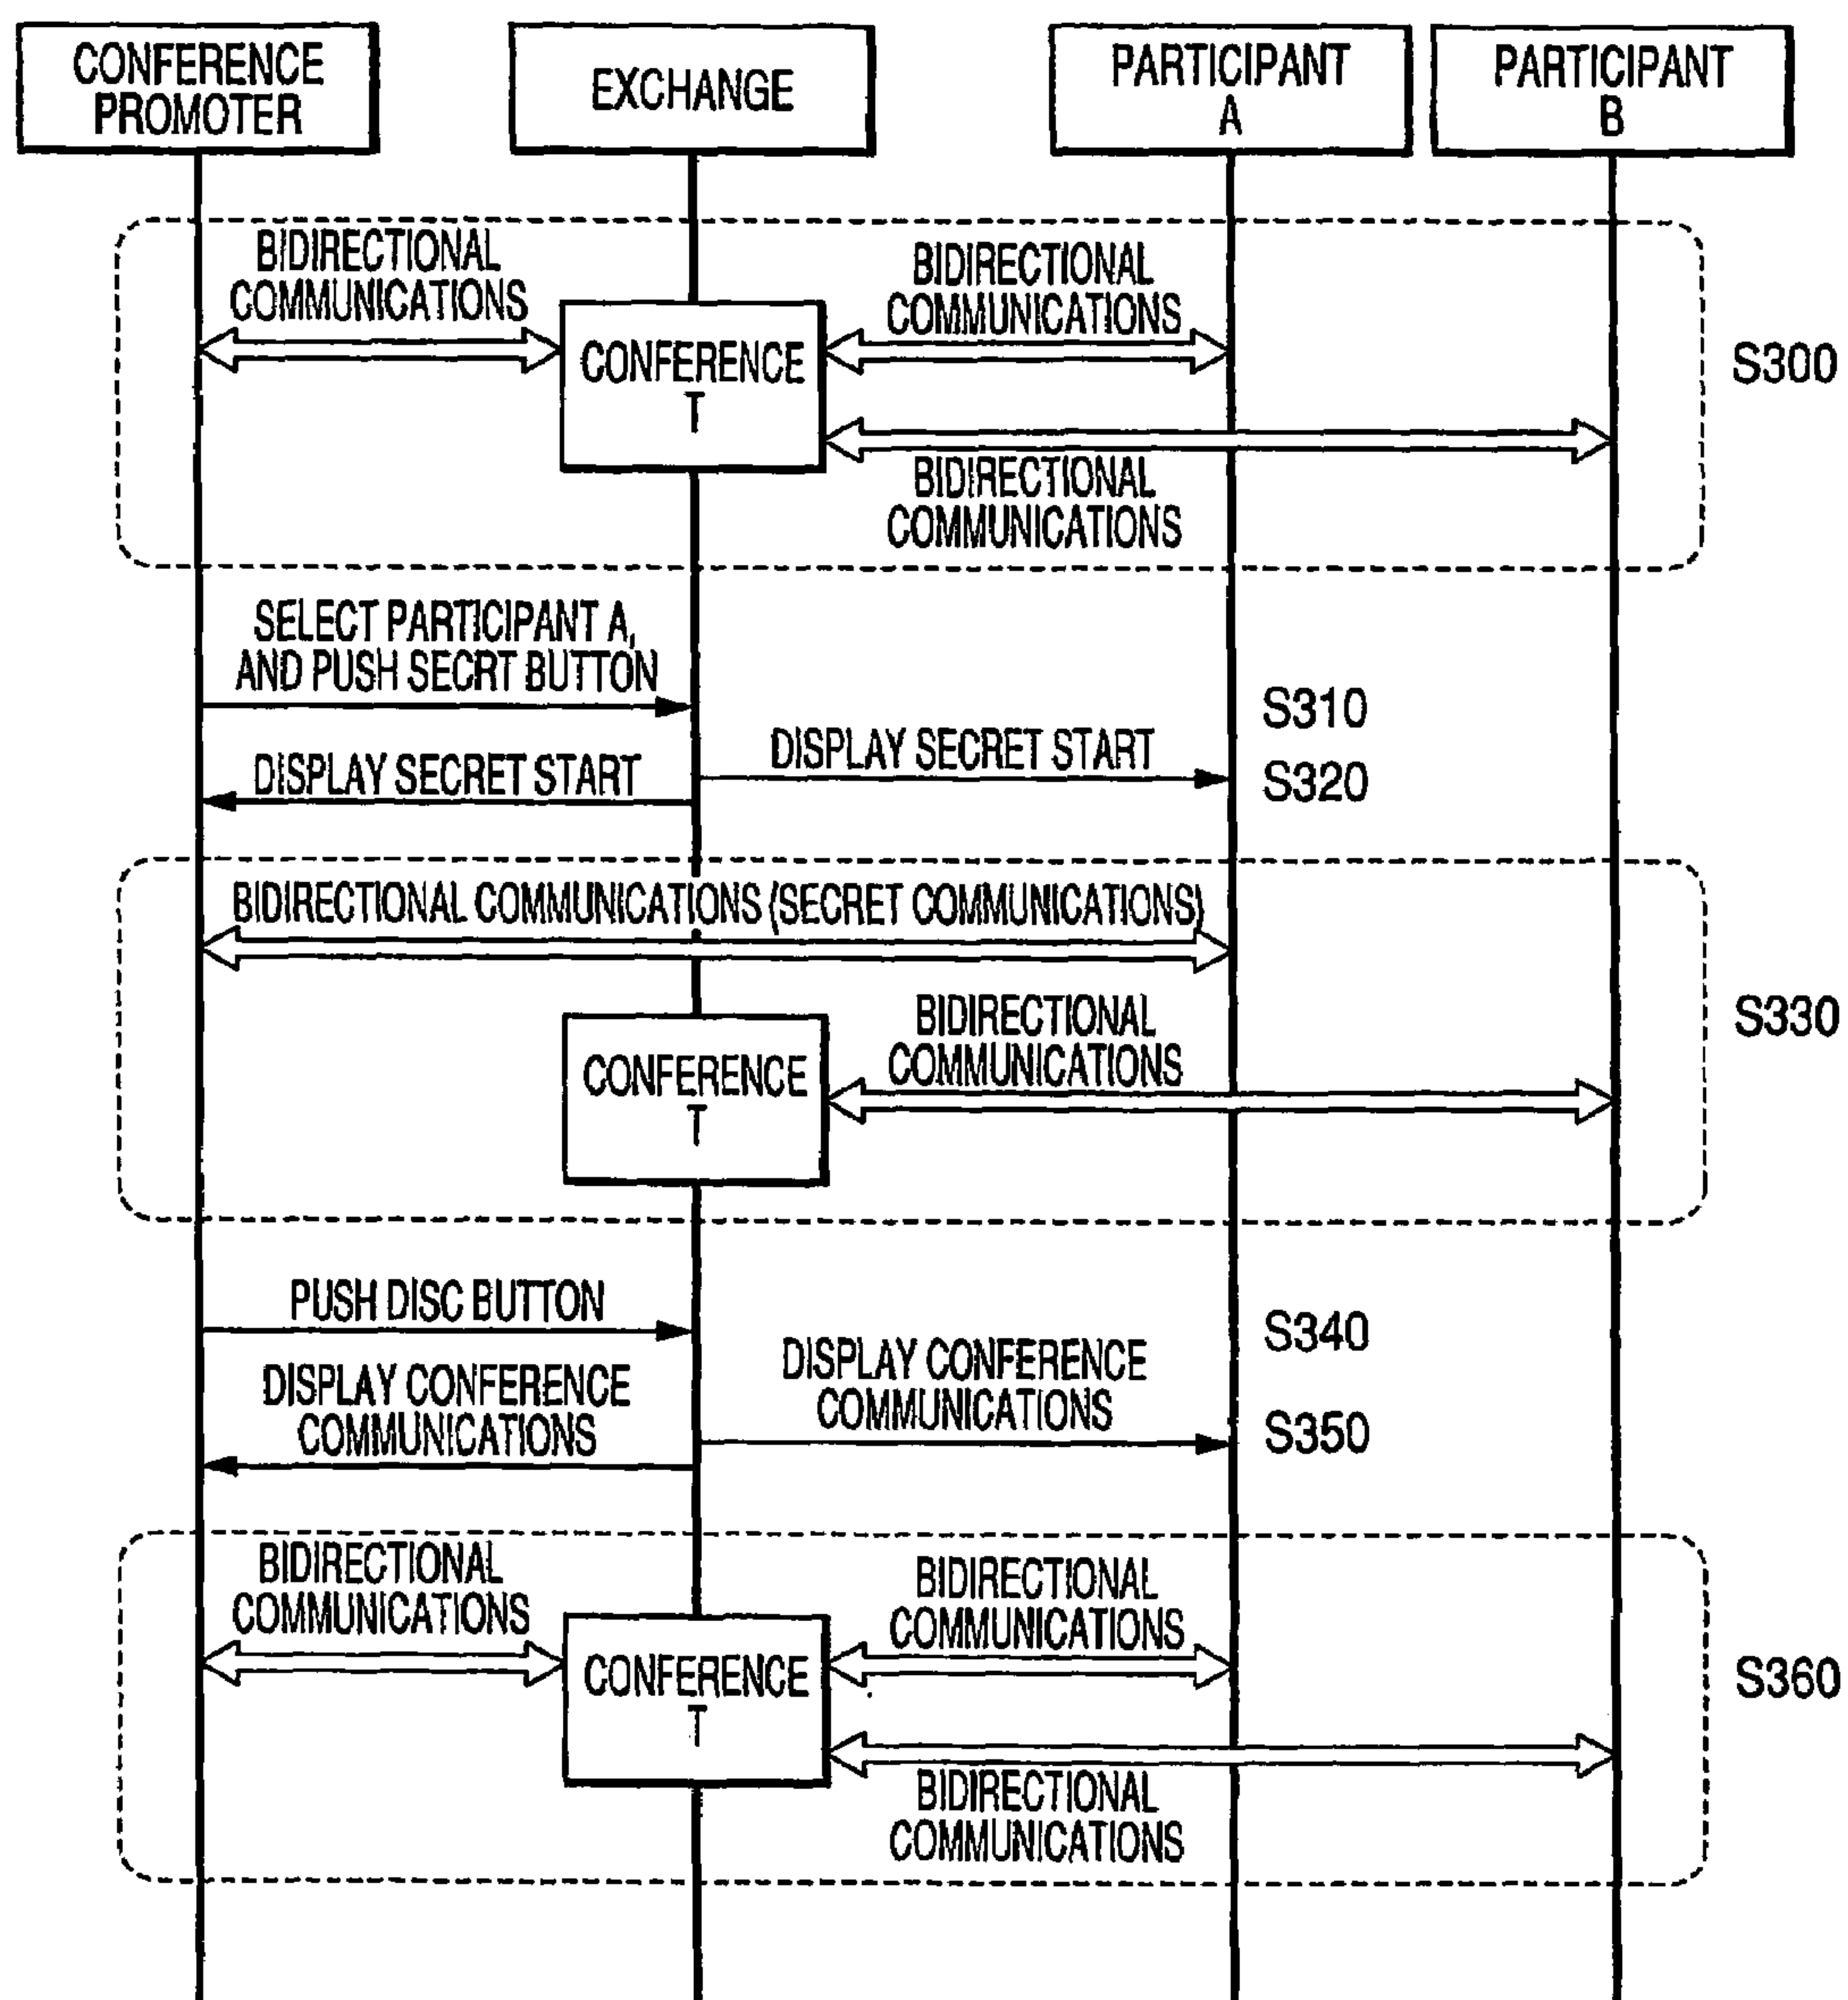 CONFERENCE
PROMOTER
EXCHANGE
PARTICIPANT
A
PARTICIPANT
B
BIDIRECTIONAL
COMMUNICATIONS
BIDIRECTIONAL
COMMUNICATIONS
CONFERENCE
T
S300
BIDIRECTIONAL
COMMUNICATIONS
SELECT PARTICIPANT A,
AND PUSH SECRT BUTTON
S310
DISPLAY SECRET START
S320
DISPLAY SECRET START
BIDIRECTIONAL COMMUNICATIONS (SECRET COMMUNICATIONS)
BIDIRECTIONAL
COMMUNICATIONS
S330
CONFERENCE
T
PUSH DISC BUTTON
S340
DISPLAY CONFERENCE
COMMUNICATIONS
DISPLAY CONFERENCE
COMMUNICATIONS
S350
BIDIRECTIONAL
COMMUNICATIONS
BIDIRECTIONAL
COMMUNICATIONS
CONFERENCE
T
S360
BIDIRECTIONAL
COMMUNICATIONS